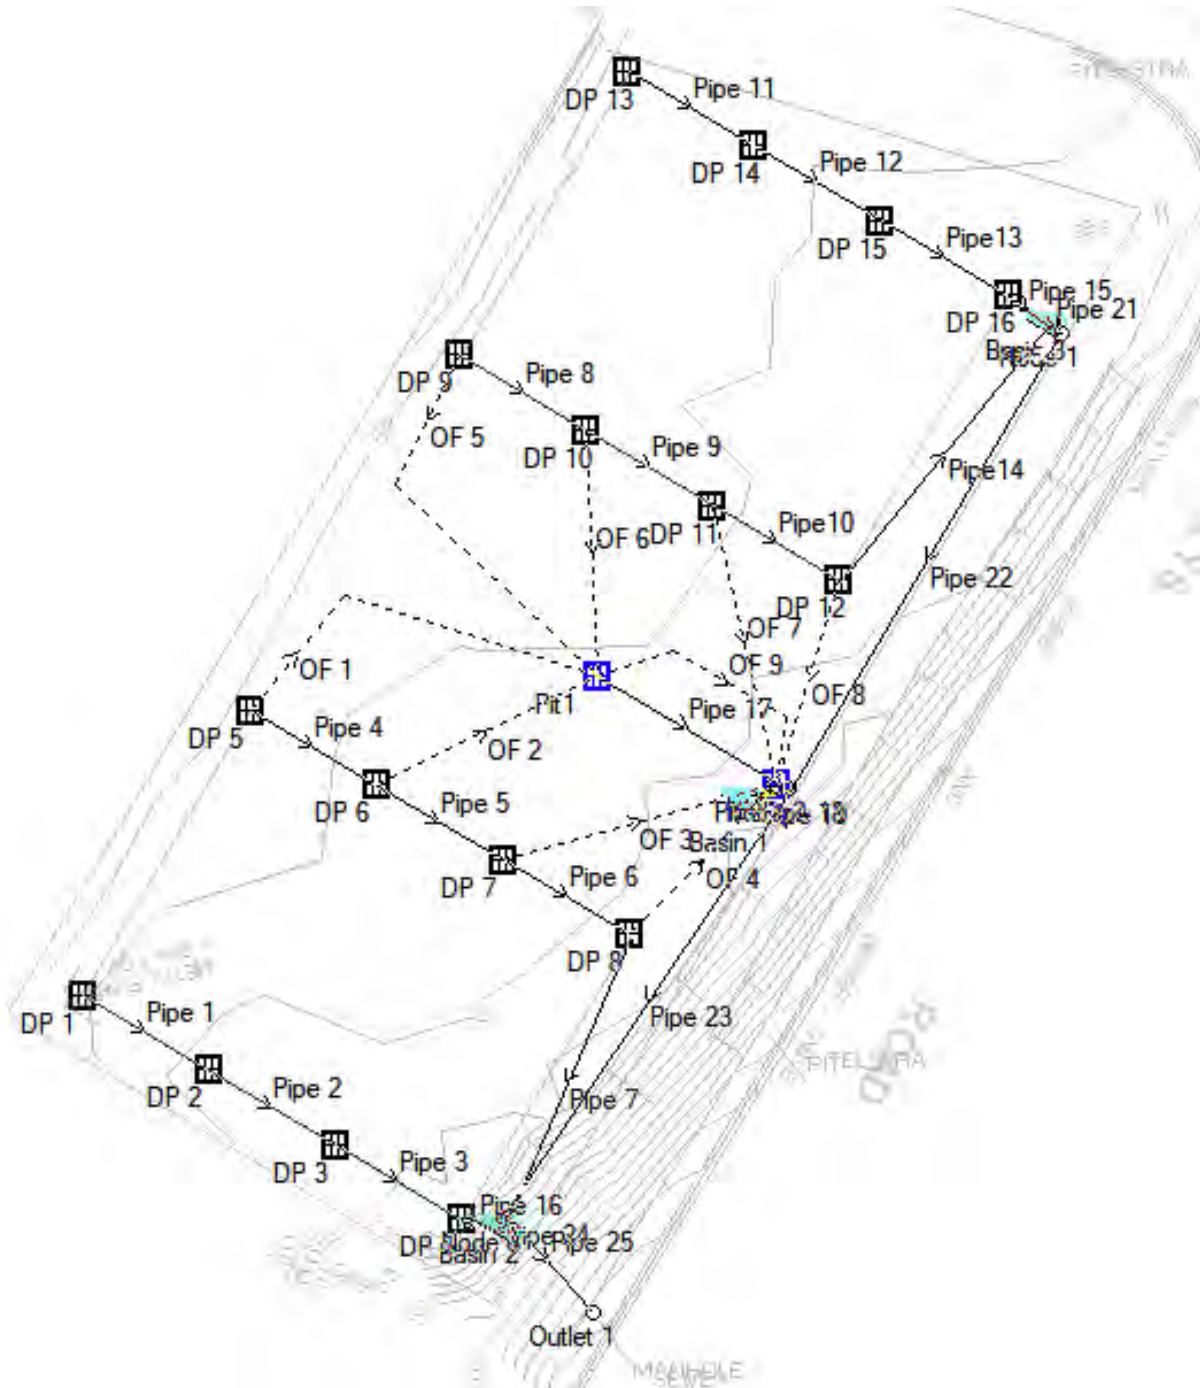 DP 13
Pipe 11
DP 14
Pipe 12
DP 15
Pipe13
DP 16
Pipe 15
Pipe 21
DP 9
Pipe 8
OF 5
DP 10
Pipe 9
OF 6
DP 11
Pipe10
Pipe14
DP 12
Pipe 22
OF 7
OF 9
OF 8
OF 1
Pit1
Pipe 17
DP 5
Pipe 4
OF 2
DP 6
Pipe 5
OF 3
Basin 1
OF 4
DP 7
Pipe 6
DP 8
DP 1
Pipe 1
Pipe 23
DP 2
Pipe 2
Pipe 7
DP 3
Pipe 3
Pipe 16
Basin 2
Pipe 25
Outlet 1
MANHOLE
SEWER